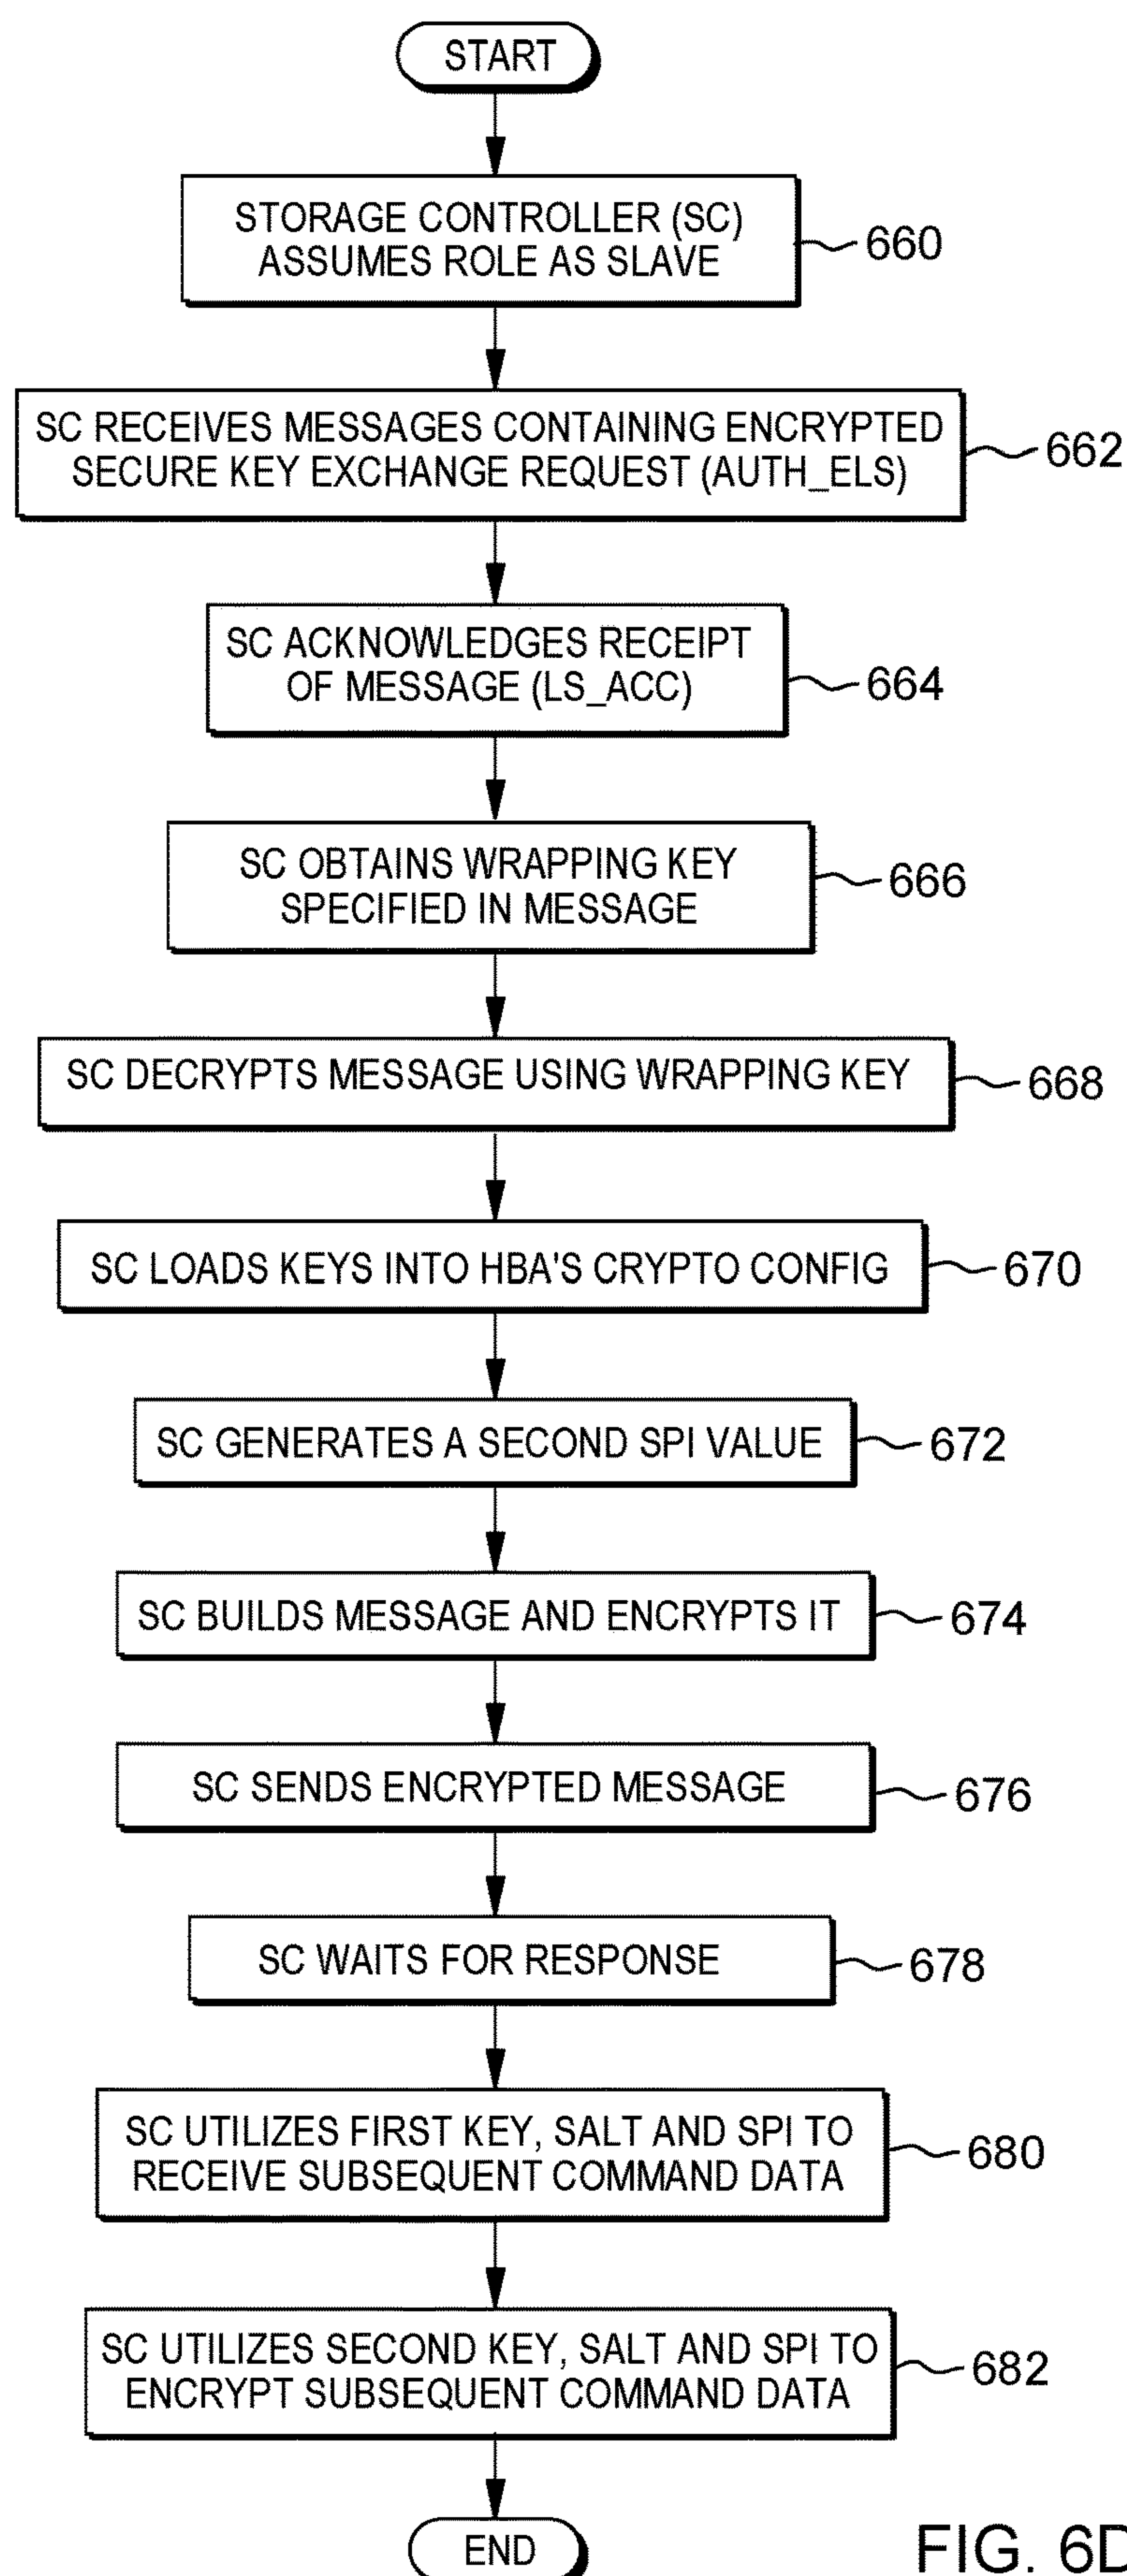 START
STORAGE CONTROLLER (SC)
ASSUMES ROLE AS SLAVE
660
SC RECEIVES MESSAGES CONTAINING ENCRYPTED
SECURE KEY EXCHANGE REQUEST (AUTH_ELS)
662
SC ACKNOWLEDGES RECEIPT
OF MESSAGE (LS_ACC)
664
SC OBTAINS WRAPPING KEY
SPECIFIED IN MESSAGE
666
SC DECRYPTS MESSAGE USING WRAPPING KEY
668
SC LOADS KEYS INTO HBA'S CRYPTO CONFIG
670
SC GENERATES A SECOND SPI VALUE
672
SC BUILDS MESSAGE AND ENCRYPTS IT
674
SC SENDS ENCRYPTED MESSAGE
676
SC WAITS FOR RESPONSE
678
SC UTILIZES FIRST KEY, SALT AND SPI TO
RECEIVE SUBSEQUENT COMMAND DATA
680
SC UTILIZES SECOND KEY, SALT AND SPI TO
ENCRYPT SUBSEQUENT COMMAND DATA
682
END
FIG. 6D